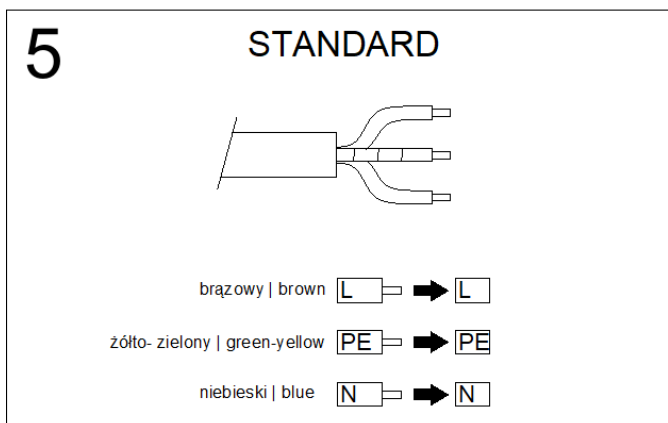 5 STANDARD
brązowy | brown L L
żółto- zielony | green-yellow PE PE
niebieski | blue N N